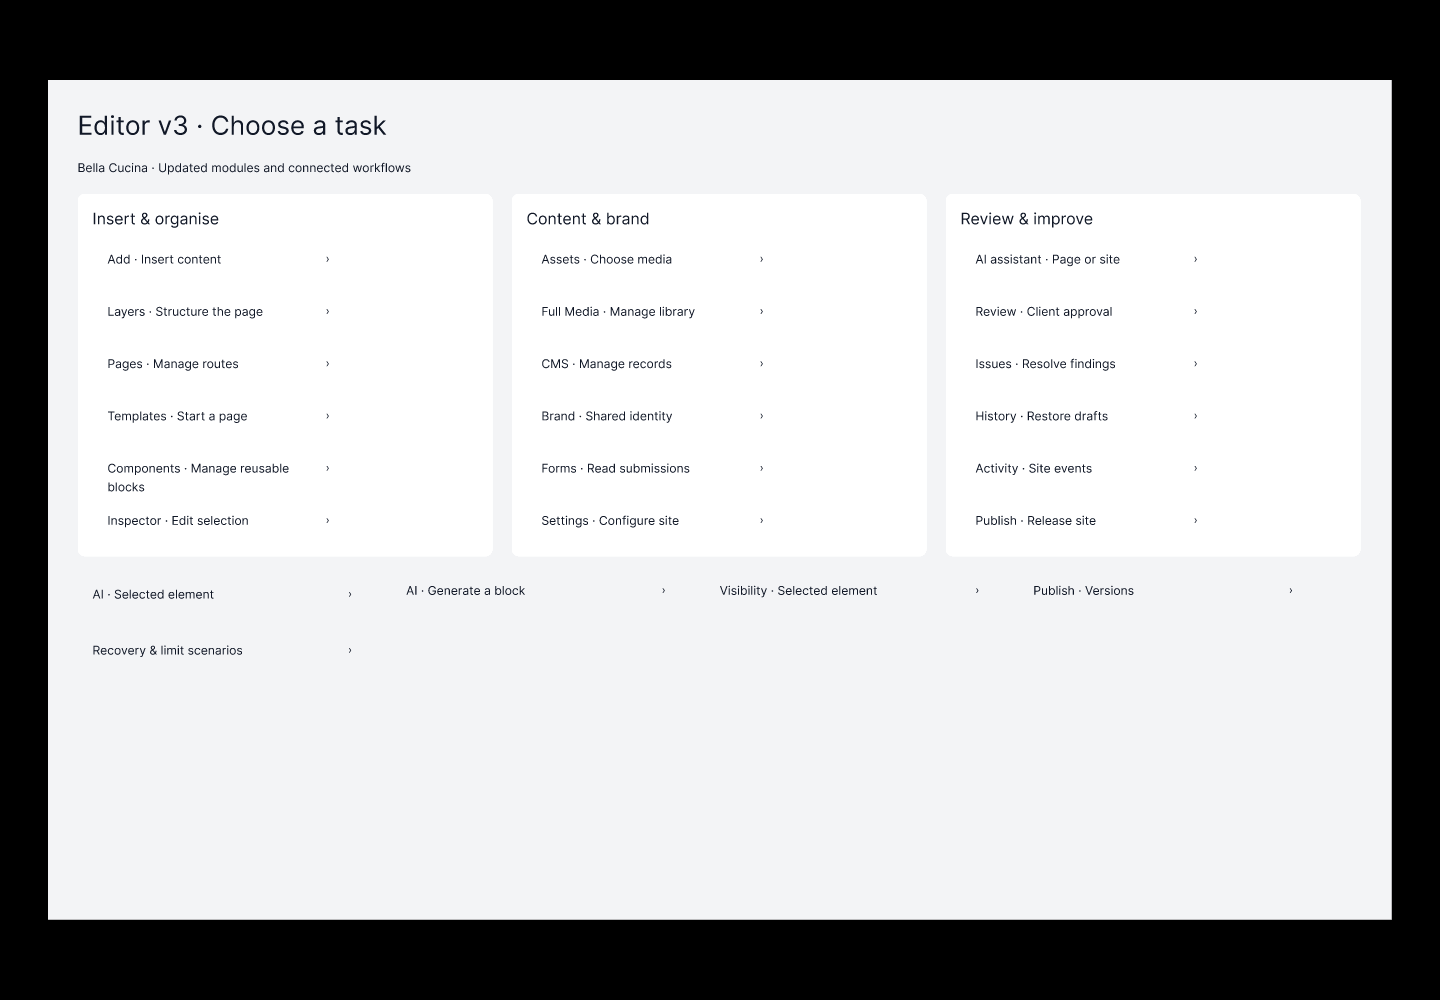 Editor v3 · Choose a task
Bella Cucina · Updated modules and connected workflows
Insert & organise
Add · Insert content ›
Layers · Structure the page ›
Pages · Manage routes ›
Templates · Start a page ›
Components · Manage reusable ›
blocks
Inspector · Edit selection ›
Content & brand
Assets · Choose media ›
Full Media · Manage library ›
CMS · Manage records ›
Brand · Shared identity ›
Forms · Read submissions ›
Settings · Configure site ›
Review & improve
AI assistant · Page or site ›
Review · Client approval ›
Issues · Resolve findings ›
History · Restore drafts ›
Activity · Site events ›
Publish · Release site ›
AI · Selected element ›
AI · Generate a block ›
Visibility · Selected element ›
Publish · Versions ›
Recovery & limit scenarios ›